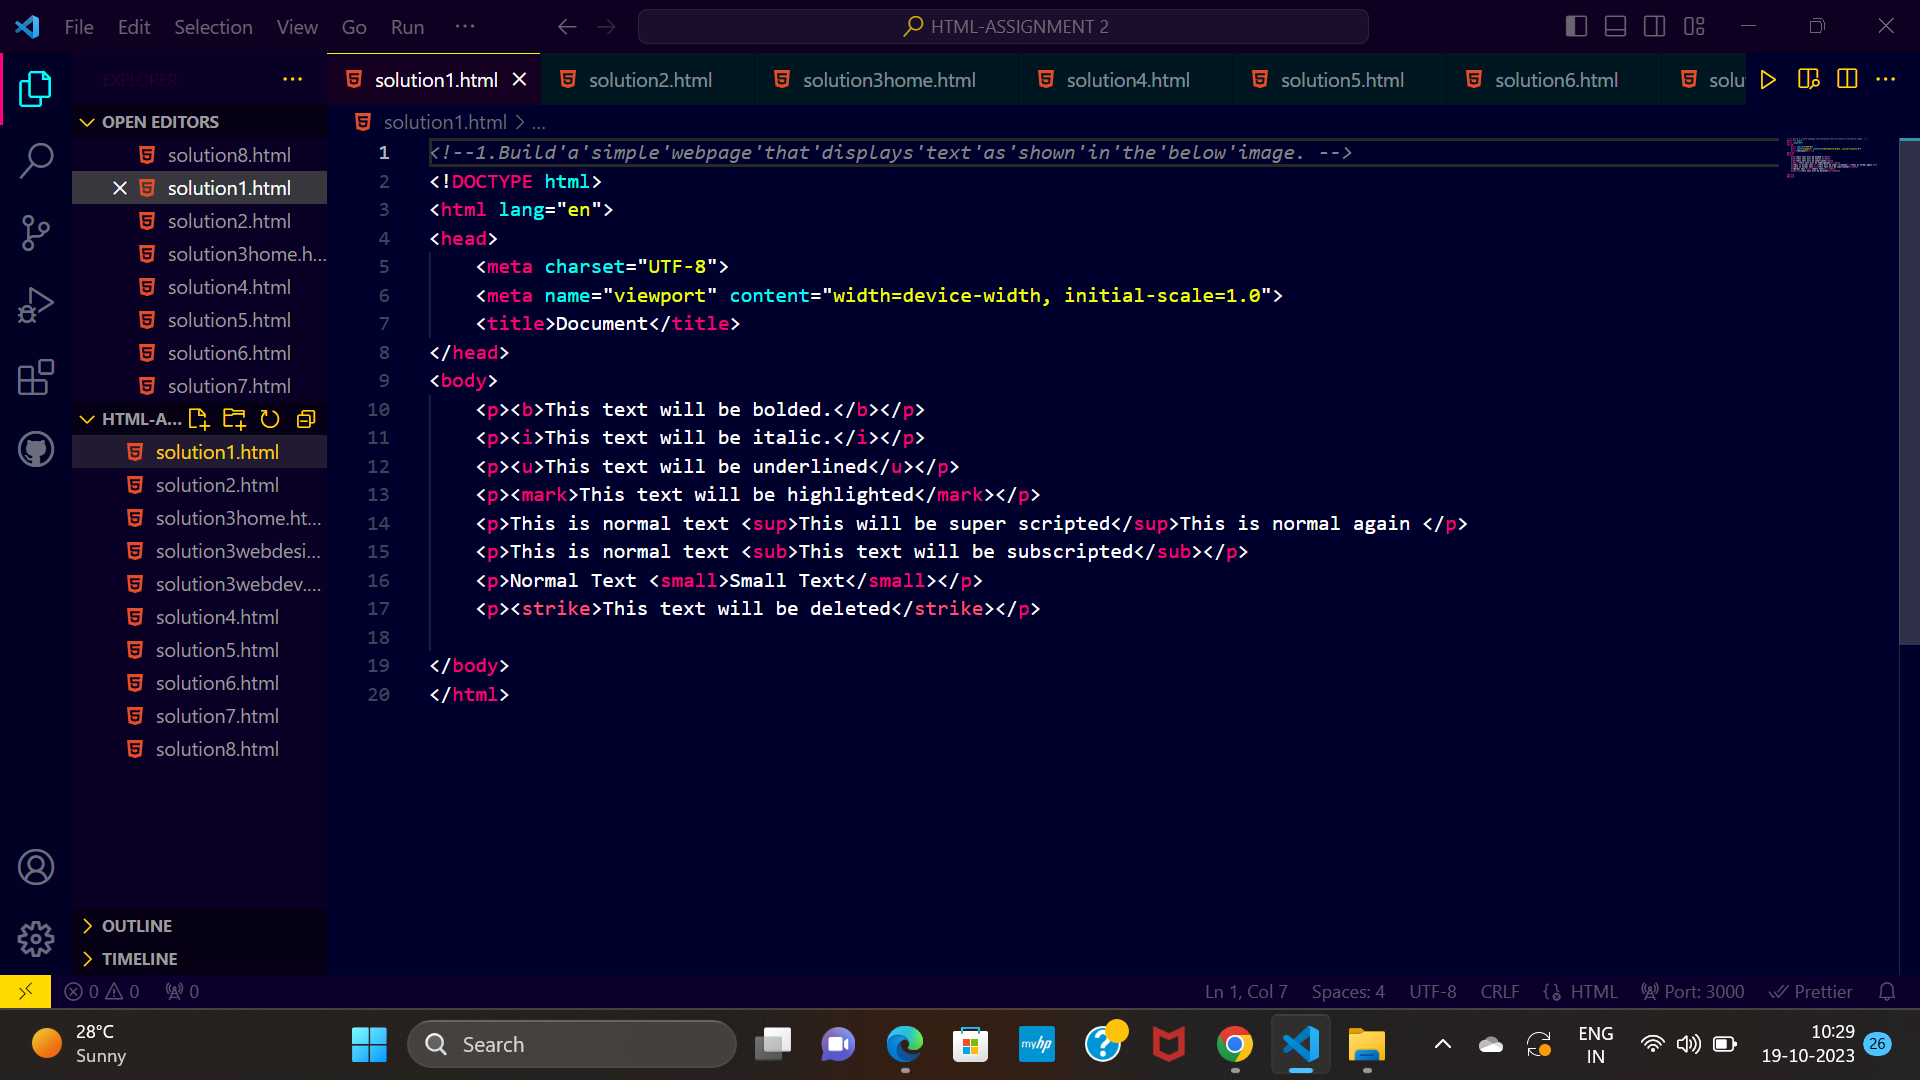 File Edit Selection View Go Run ···
HTML-ASSIGNMENT 2
EXPLORER
solution1.html
solution2.html
solution3home.html
solution4.html
solution5.html
solution6.html
solu
OPEN EDITORS
solution8.html
solution1.html
solution2.html
solution3home.h...
solution4.html
solution5.html
solution6.html
solution7.html
HTML-A...
solution1.html
solution2.html
solution3home.ht...
solution3webdesi...
solution3webdev....
solution4.html
solution5.html
solution6.html
solution7.html
solution8.html
OUTLINE
TIMELINE
solution1.html > ...
1 <!--1.Build'a'simple'webpage'that'displays'text'as'shown'in'the'below'image. -->
2 <!DOCTYPE html>
3 <html lang="en">
4 <head>
5 <meta charset="UTF-8">
6 <meta name="viewport" content="width=device-width, initial-scale=1.0">
7 <title>Document</title>
8 </head>
9 <body>
10 <p><b>This text will be bolded.</b></p>
11 <p><i>This text will be italic.</i></p>
12 <p><u>This text will be underlined</u></p>
13 <p><mark>This text will be highlighted</mark></p>
14 <p>This is normal text <sup>This will be super scripted</sup>This is normal again </p>
15 <p>This is normal text <sub>This text will be subscripted</sub></p>
16 <p>Normal Text <small>Small Text</small></p>
17 <p><strike>This text will be deleted</strike></p>
18
19 </body>
20 </html>
0 0 0
Ln 1, Col 7 Spaces: 4 UTF-8 CRLF HTML Port: 3000 Prettier
28°C
Sunny
Search
myhp
ENG
IN
10:29
19-10-2023
26